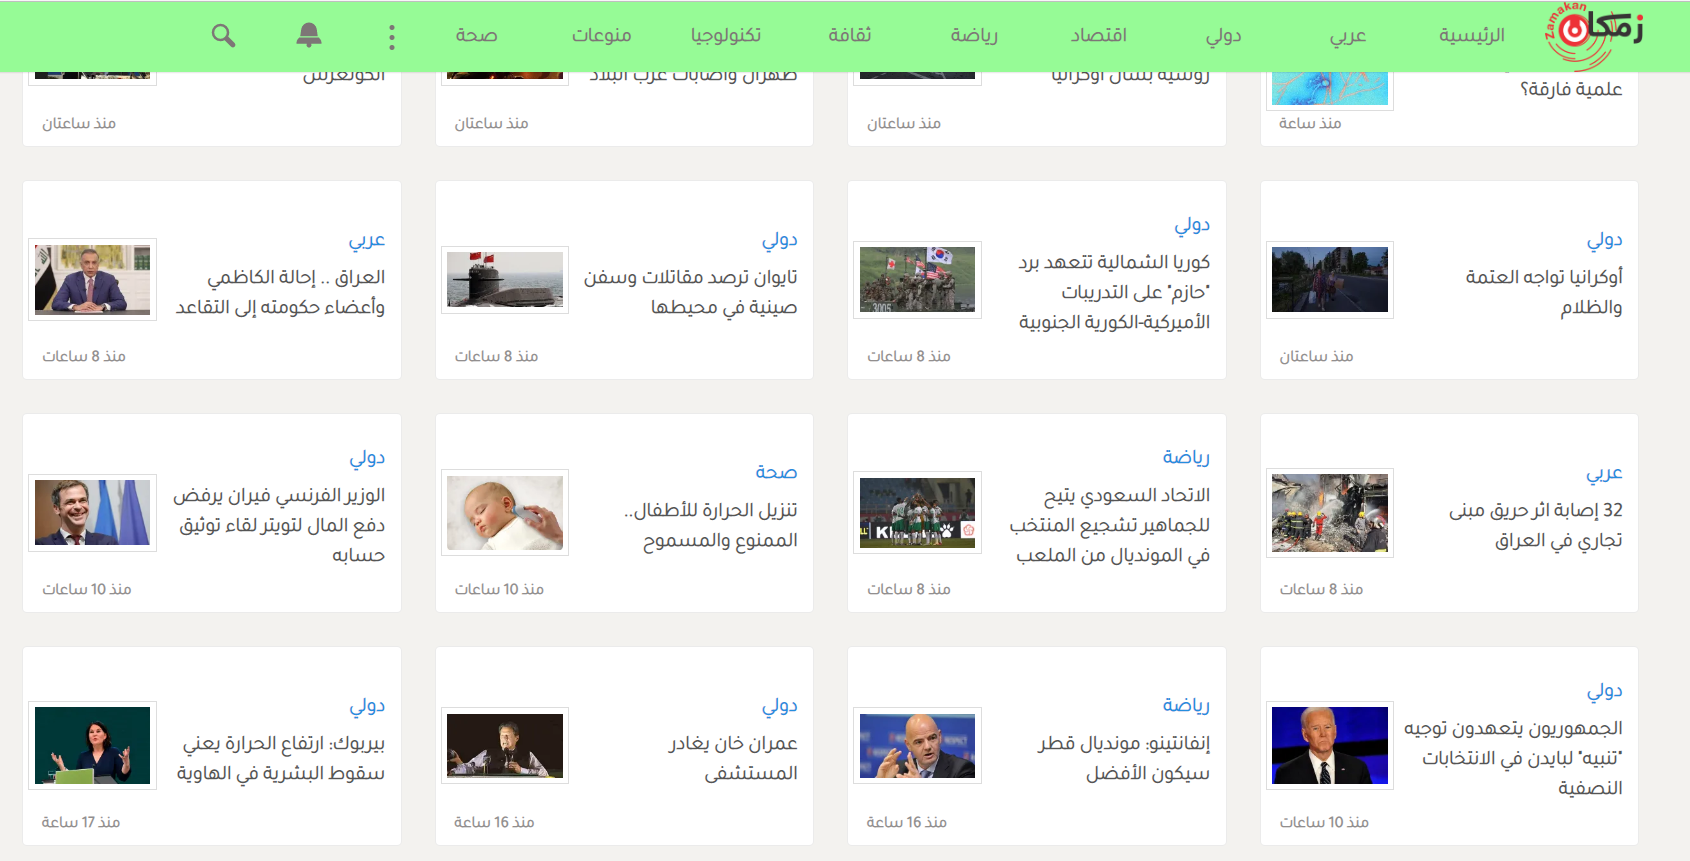 زمكان
Zamakan
الرئيسية
عربي
دولي
اقتصاد
رياضة
ثقافة
تكنولوجيا
منوعات
صحة
علمية فارقة؟
منذ ساعة
روسية بشأن أوكرانيا
منذ ساعتان
طهران وإصابات غرب البلاد
منذ ساعتان
الكونغرس
منذ ساعتان
دولي
أوكرانيا تواجه العتمة
والظلام
منذ ساعتان
دولي
كوريا الشمالية تتعهد برد
"حازم" على التدريبات
الأميركية-الكورية الجنوبية
منذ 8 ساعات
دولي
تايوان ترصد مقاتلات وسفن
صينية في محيطها
منذ 8 ساعات
عربي
العراق .. إحالة الكاظمي
وأعضاء حكومته إلى التقاعد
منذ 8 ساعات
عربي
32 إصابة اثر حريق مبنى
تجاري في العراق
منذ 8 ساعات
رياضة
الاتحاد السعودي يتيح
للجماهير تشجيع المنتخب
في المونديال من الملعب
منذ 8 ساعات
صحة
تنزيل الحرارة للأطفال..
الممنوع والمسموح
منذ 10 ساعات
دولي
الوزير الفرنسي فيران يرفض
دفع المال لتويتر لقاء توثيق
حسابه
منذ 10 ساعات
دولي
الجمهوريون يتعهدون توجيه
"تنبيه" لبايدن في الانتخابات
النصفية
منذ 10 ساعات
رياضة
إنفانتينو: مونديال قطر
سيكون الأفضل
منذ 16 ساعة
دولي
عمران خان يغادر
المستشفى
منذ 16 ساعة
دولي
بيربوك: ارتفاع الحرارة يعني
سقوط البشرية في الهاوية
منذ 17 ساعة